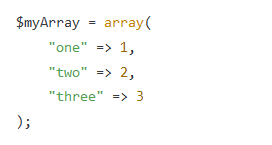 $myArray = array(
    "one" => 1,
    "two" => 2,
    "three" => 3
);